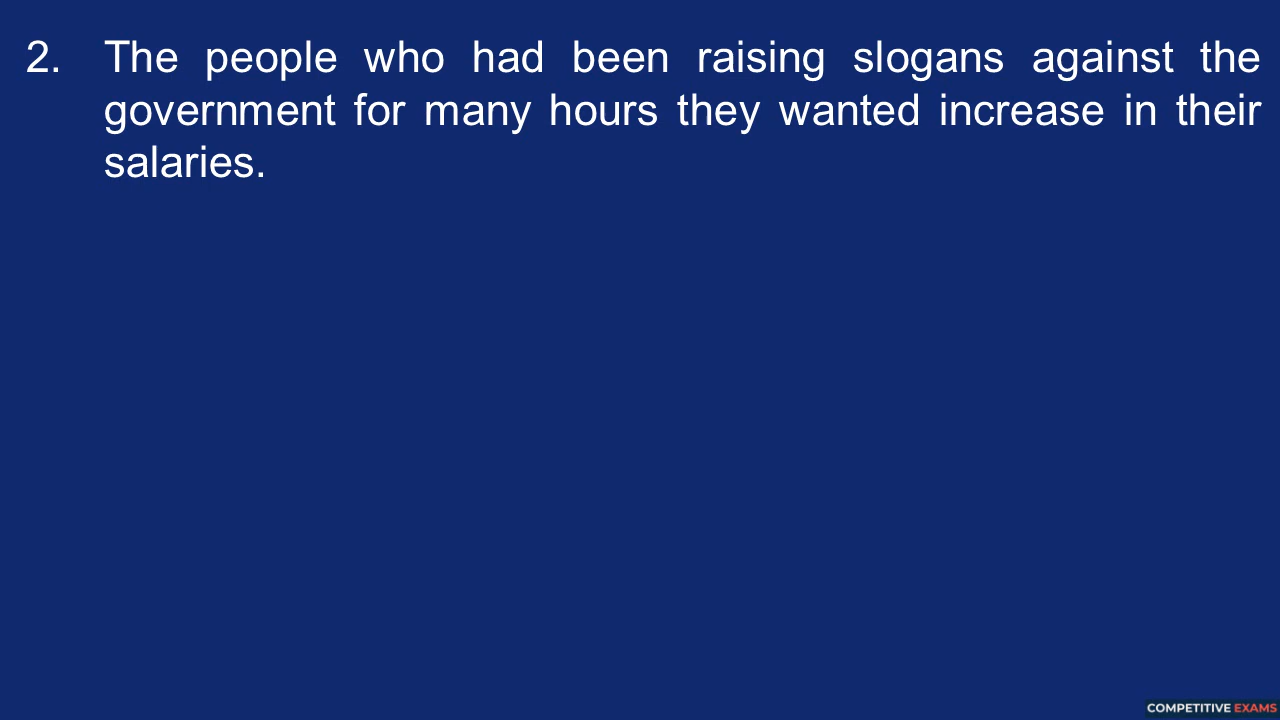 2. The people who had been raising slogans against the
government for many hours they wanted increase in their
salaries.
COMPETITIVE EXAMS